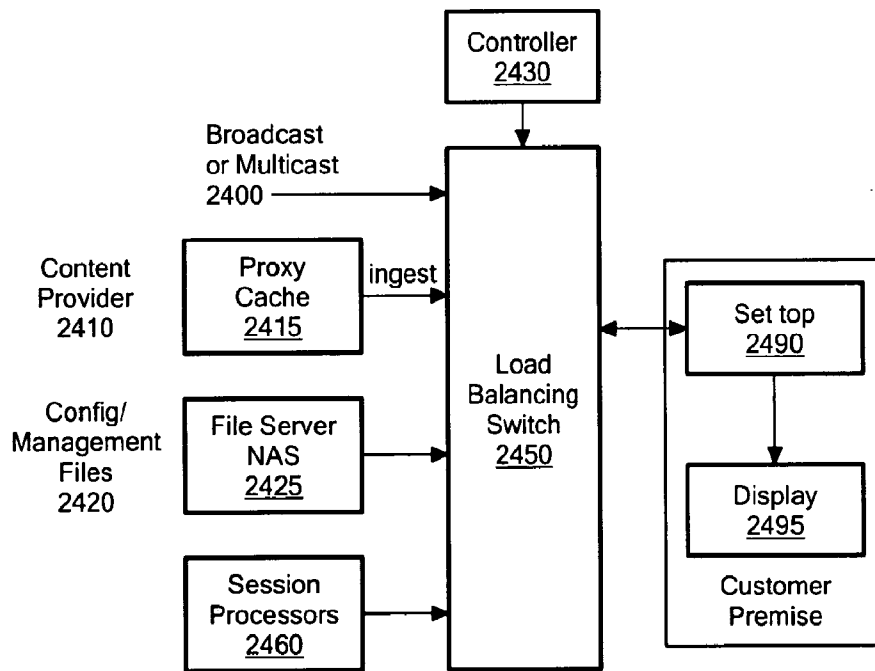 Controller
2430
Broadcast
or Multicast
2400
Content
Provider
2410
Proxy
Cache
2415
ingest
Config/
Management
Files
2420
File Server
NAS
2425
Session
Processors
2460
Load
Balancing
Switch
2450
Set top
2490
Display
2495
Customer
Premise